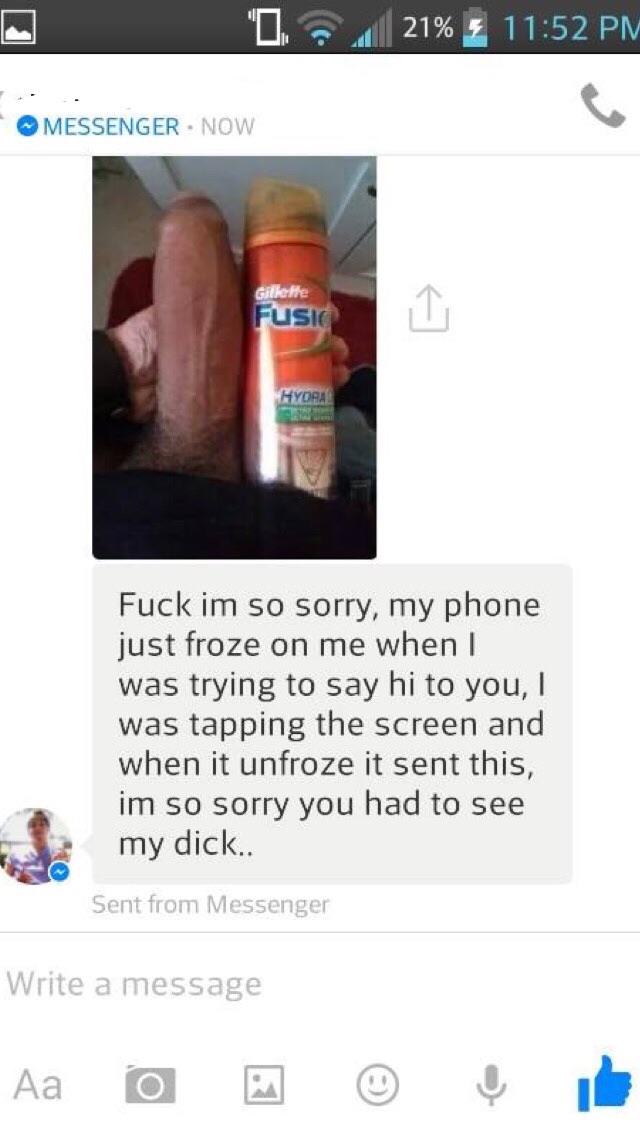 21% 11:52 PM
MESSENGER • NOW
Gillette
Fusio
HYDRA
Fuck im so sorry, my phone
just froze on me when I
was trying to say hi to you, I
was tapping the screen and
when it unfroze it sent this,
im so sorry you had to see
my dick..
Sent from Messenger
Write a message
Aa